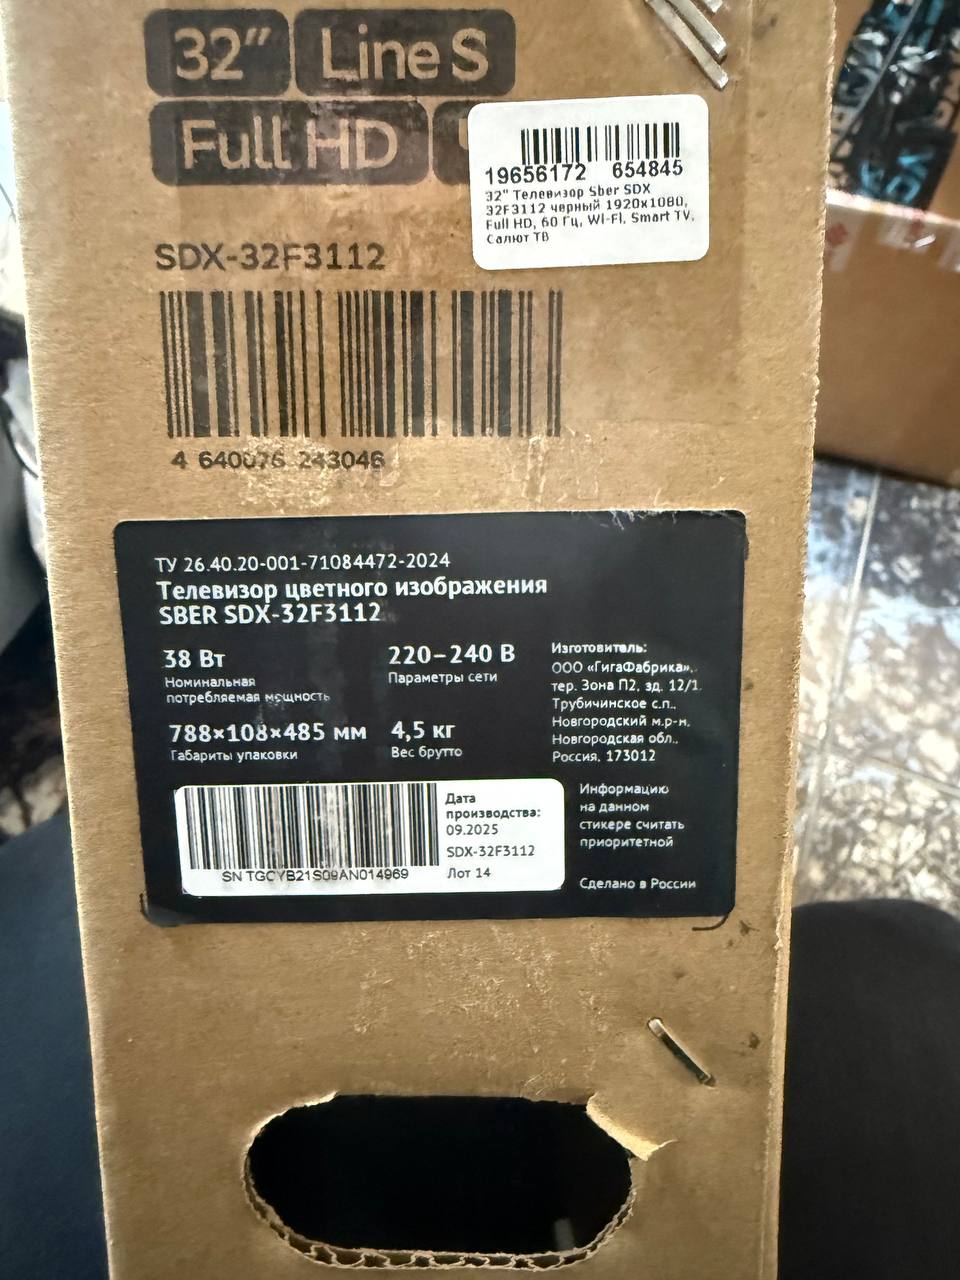 32" Line S
Full HD
19656172 654845
32" Телевизор Sber SDX
32F3112 черный 1920x1080,
Full HD, 60 Гц, Wi-Fi, Smart TV,
Салют ТВ
SDX-32F3112
4 640076 243046
ТУ 26.40.20-001-71084472-2024
Телевизор цветного изображения
SBER SDX-32F3112
38 Вт
Номинальная
потребляемая мощность
220–240 В
Параметры сети
788×108×485 мм
Габариты упаковки
4,5 кг
Вес брутто
Изготовитель:
ООО «ГигаФабрика»,
тер. Зона П2, зд. 12/1,
Трубичинское с.п.,
Новгородский м.р-н,
Новгородская обл.,
Россия, 173012
SN TGCYB21S09AN014969
Дата
производства:
09.2025
SDX-32F3112
Лот 14
Информацию
на данном
стикере считать
приоритетной
Сделано в России